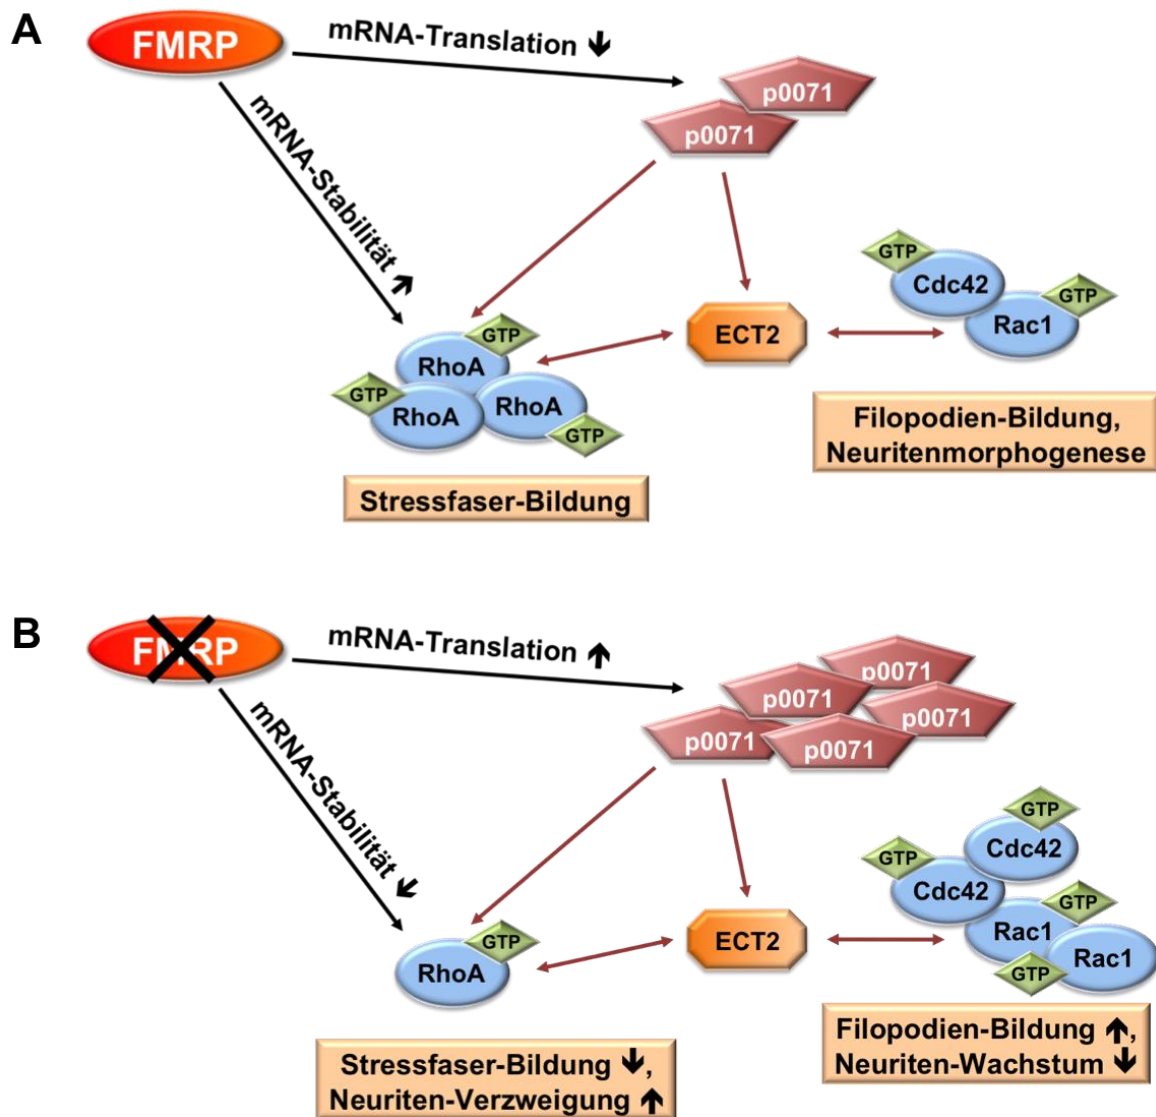 A
FMRP
mRNA-Translation ↓
mRNA-Stabilität ↑
p0071
p0071
GTP
RhoA
GTP
RhoA
RhoA
GTP
ECT2
GTP
Cdc42
GTP
Rac1
Stressfaser-Bildung
Filopodien-Bildung,
Neuritenmorphogenese
B
FMRP
mRNA-Translation ↑
mRNA-Stabilität ↓
p0071
p0071
p0071
p0071
p0071
GTP
RhoA
ECT2
GTP
Cdc42
GTP
Cdc42
GTP
Rac1
GTP
Rac1
Stressfaser-Bildung ↓,
Neuriten-Verzweigung ↑
Filopodien-Bildung ↑,
Neuriten-Wachstum ↓